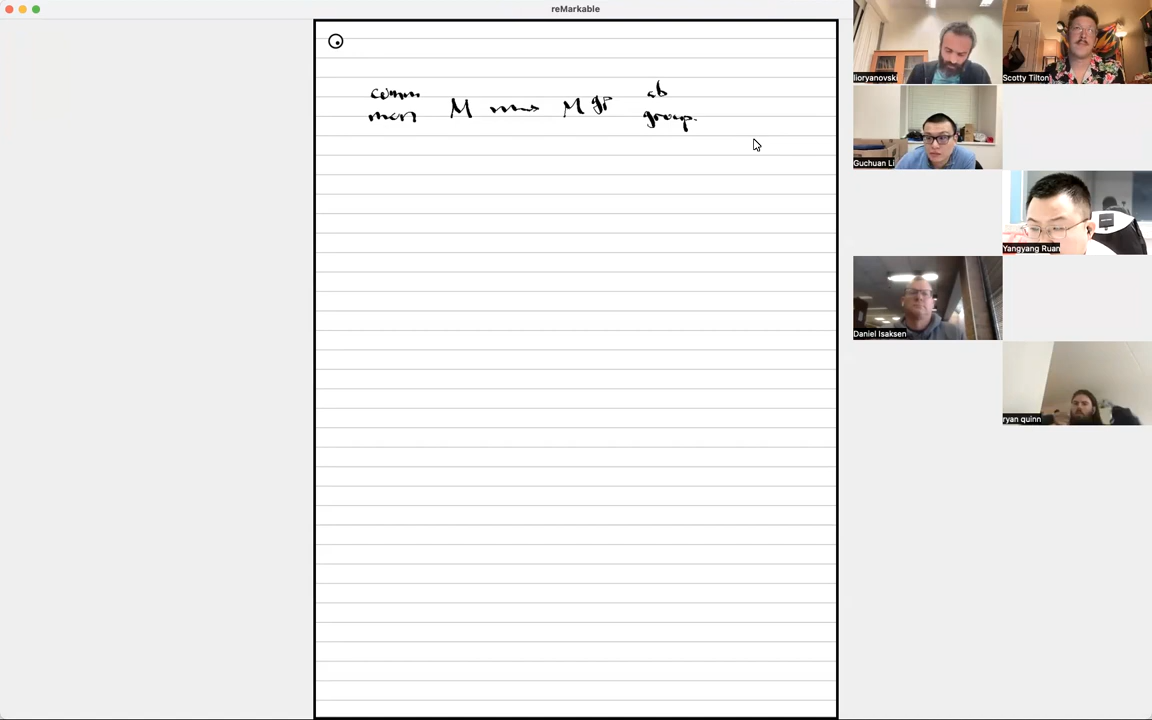 reMarkable
comm ab
mon M ⇝ M^gp group.
lioryanovski
Scotty Tilton
Guchuan Li
Yangyang Ruan
Daniel Isaksen
ryan quinn